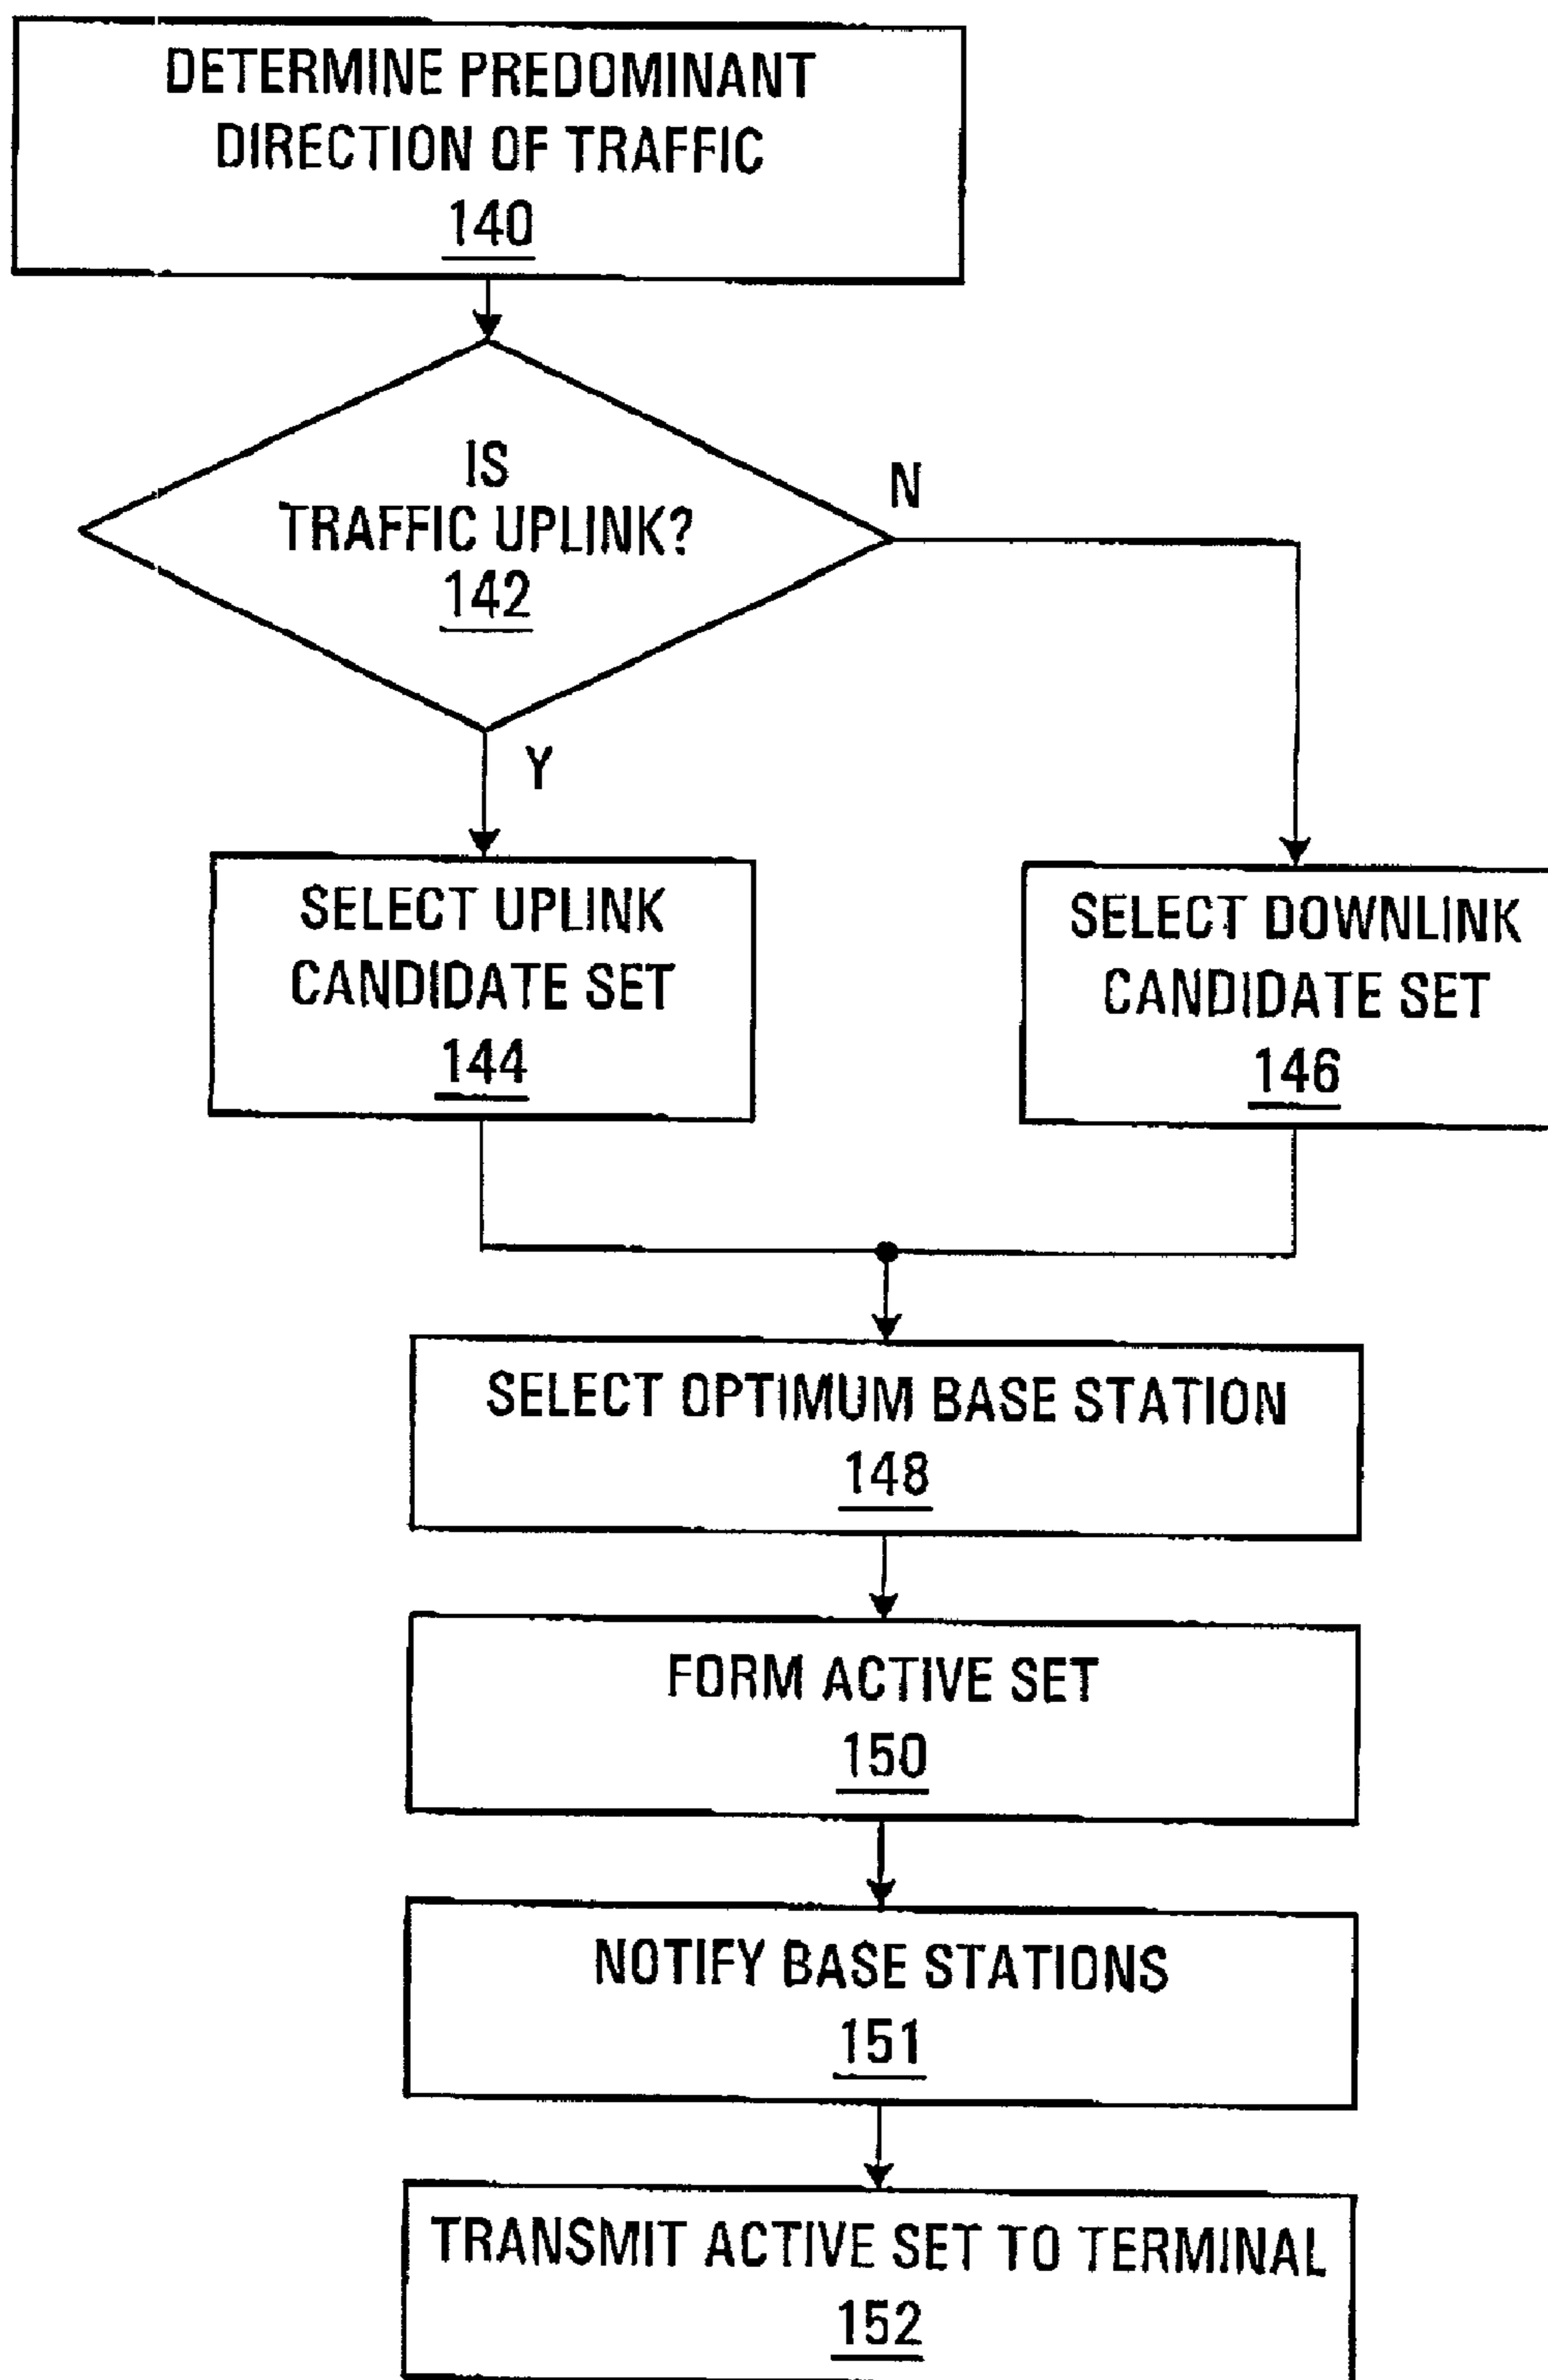 DETERMINE PREDOMINANT
DIRECTION OF TRAFFIC
140
IS
TRAFFIC UPLINK?
142
N
Y
SELECT UPLINK
CANDIDATE SET
144
SELECT DOWNLINK
CANDIDATE SET
146
SELECT OPTIMUM BASE STATION
148
FORM ACTIVE SET
150
NOTIFY BASE STATIONS
151
TRANSMIT ACTIVE SET TO TERMINAL
152